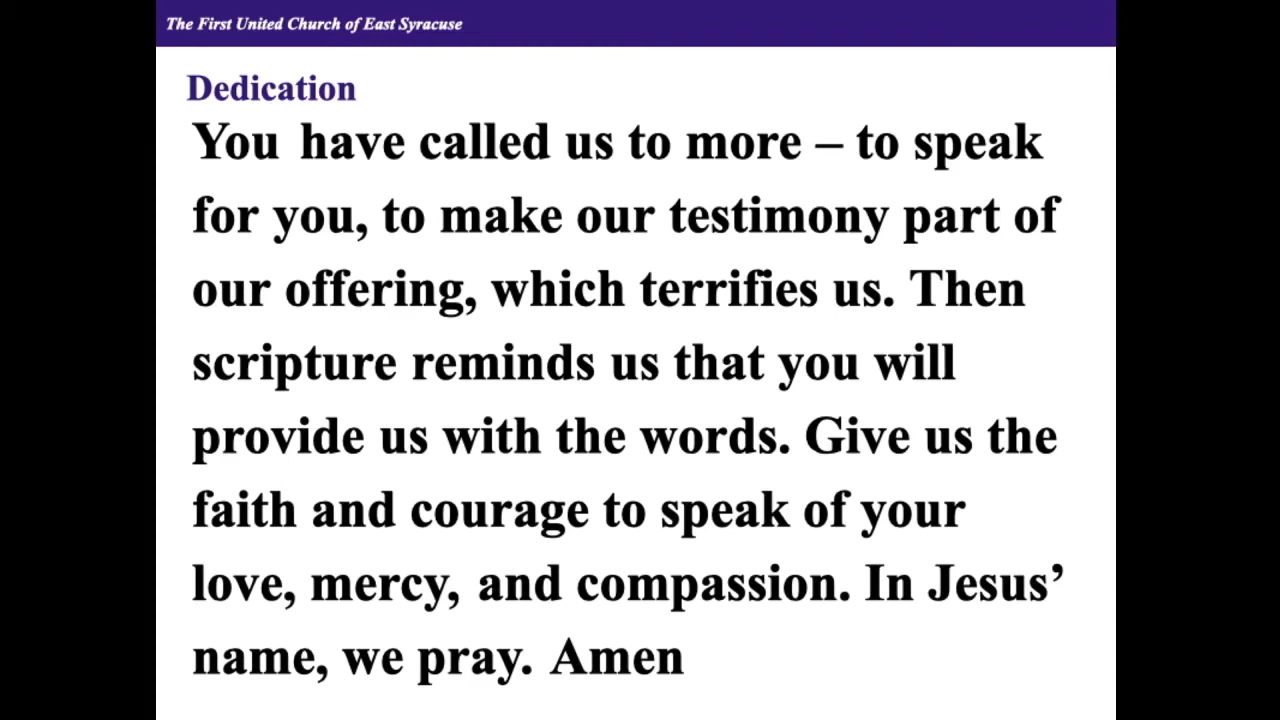 The First United Church of East Syracuse
Dedication
You have called us to more – to speak
for you, to make our testimony part of
our offering, which terrifies us. Then
scripture reminds us that you will
provide us with the words. Give us the
faith and courage to speak of your
love, mercy, and compassion. In Jesus’
name, we pray. Amen